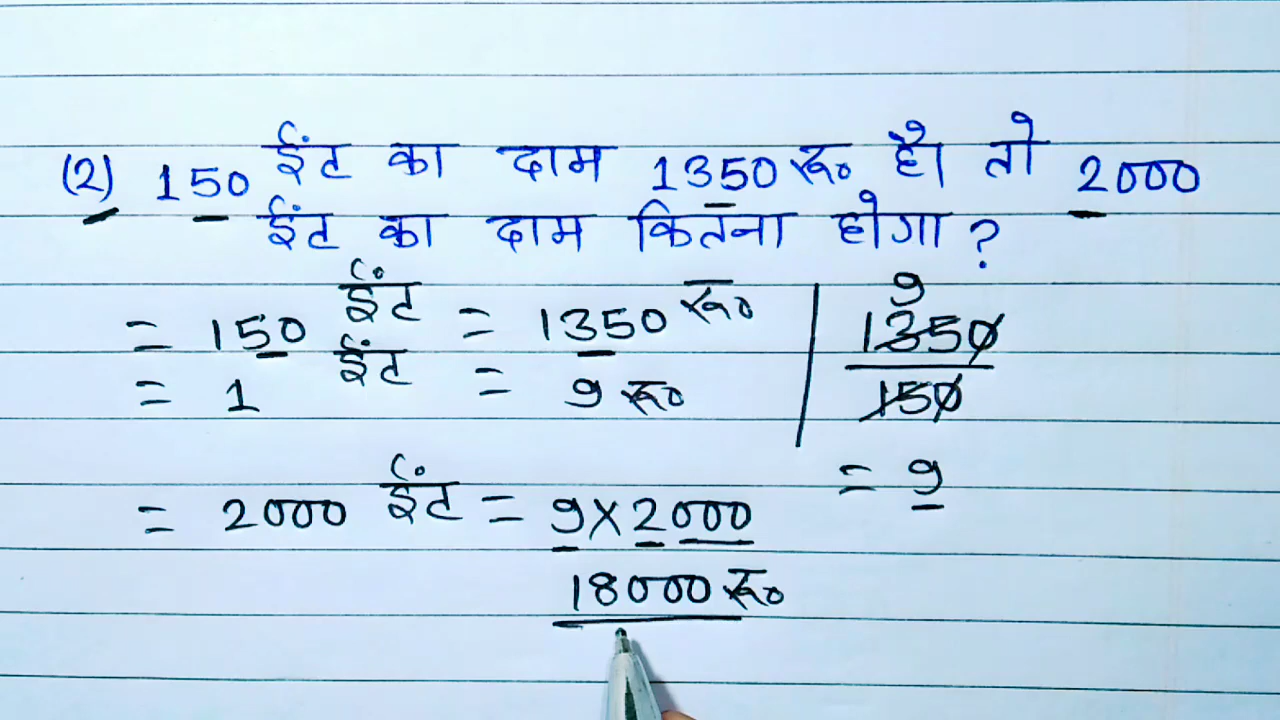 (2) 150 ईंट का दाम 1350 रू० है। तो 2000
ईंट का दाम कितना होगा ?
= 150 ईंट = 1350 रू०
= 1 ईंट = 9 रू०
= 2000 ईंट = 9 × 2000
18000 रू०
9
1350
150
= 9